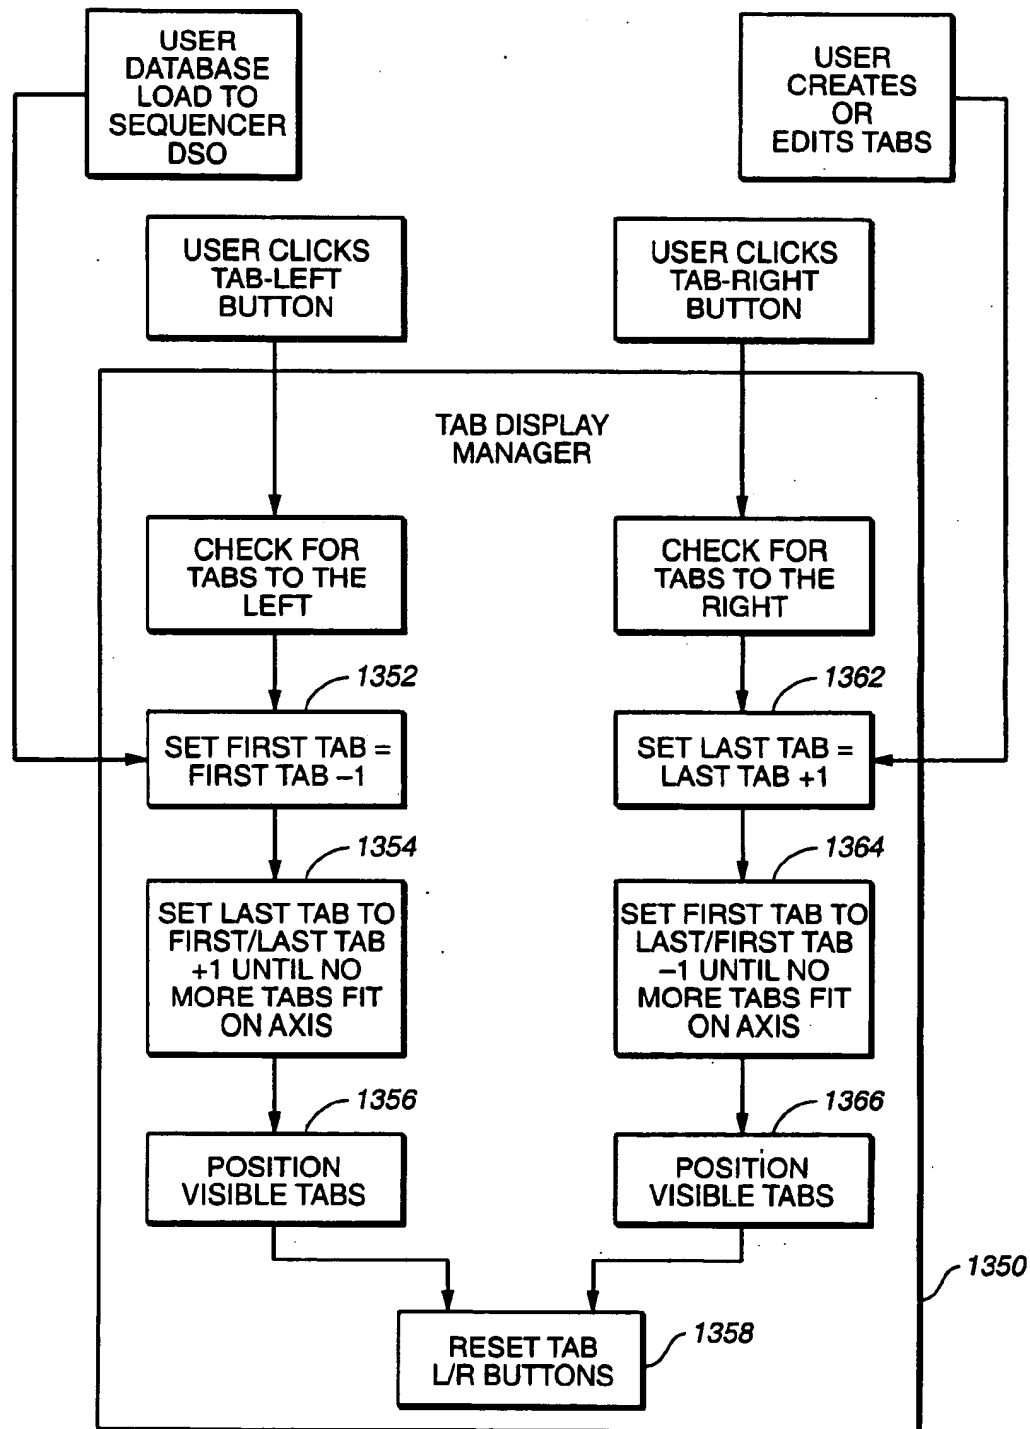 USER
DATABASE
LOAD TO
SEQUENCER
DSO
USER
CREATES
OR
EDITS TABS
USER CLICKS
TAB-LEFT
BUTTON
USER CLICKS
TAB-RIGHT
BUTTON
TAB DISPLAY
MANAGER
CHECK FOR
TABS TO THE
LEFT
CHECK FOR
TABS TO THE
RIGHT
1352
SET FIRST TAB =
FIRST TAB –1
1362
SET LAST TAB =
LAST TAB +1
1354
SET LAST TAB TO
FIRST/LAST TAB
+1 UNTIL NO
MORE TABS FIT
ON AXIS
1364
SET FIRST TAB TO
LAST/FIRST TAB
–1 UNTIL NO
MORE TABS FIT
ON AXIS
1356
POSITION
VISIBLE TABS
1366
POSITION
VISIBLE TABS
1350
1358
RESET TAB
L/R BUTTONS